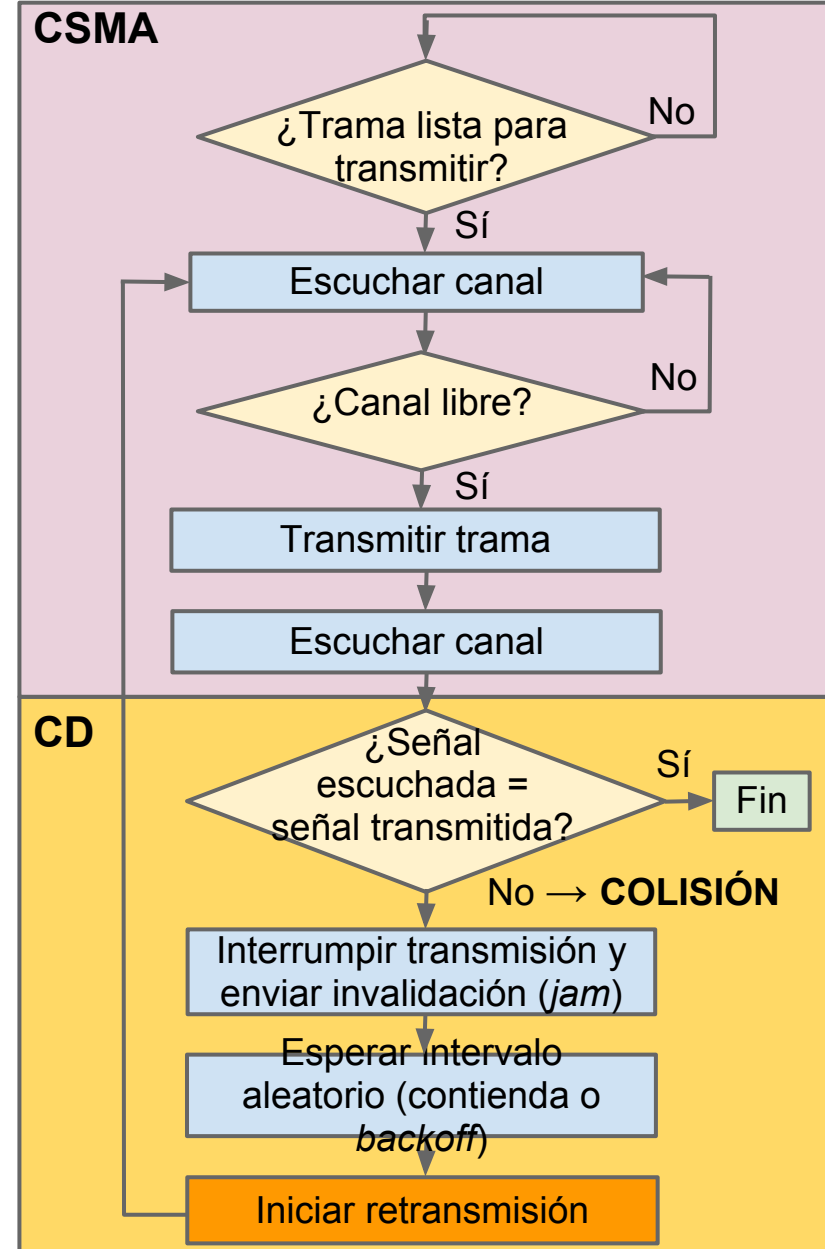 CSMA
¿Trama lista para
transmitir?
No
Sí
Escuchar canal
¿Canal libre?
No
Sí
Transmitir trama
Escuchar canal
CD
¿Señal
escuchada =
señal transmitida?
Sí
Fin
No → COLISIÓN
Interrumpir transmisión y
enviar invalidación (jam)
Esperar intervalo
aleatorio (contienda o
backoff)
Iniciar retransmisión